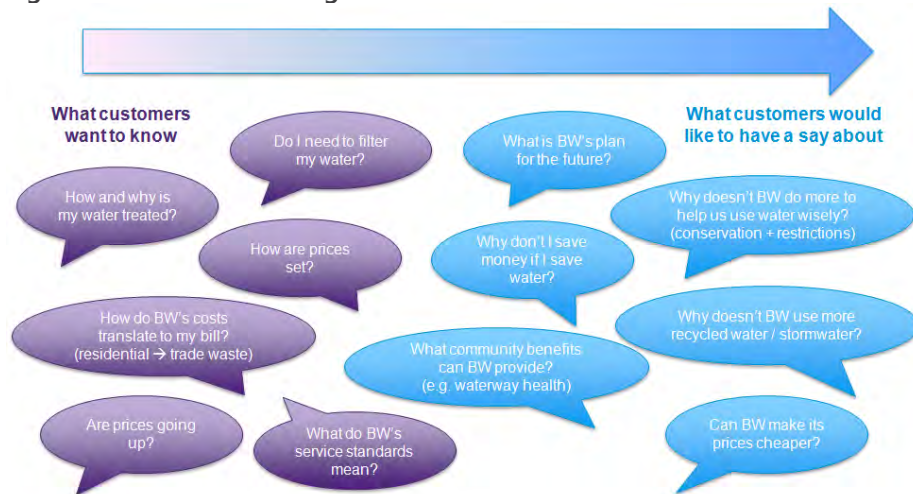 What customers
want to know
What customers would
like to have a say about
Do I need to filter
my water?
What is BW's plan
for the future?
How and why is
my water treated?
Why doesn't BW do more to
help us use water wisely?
(conservation + restrictions)
How are prices
set?
Why don't I save
money if I save
water?
How do BW's costs
translate to my bill?
(residential → trade waste)
Why doesn't BW use more
recycled water / stormwater?
What community benefits
can BW provide?
(e.g. waterway health)
Are prices going
up?
What do BW's
service standards
mean?
Can BW make its
prices cheaper?